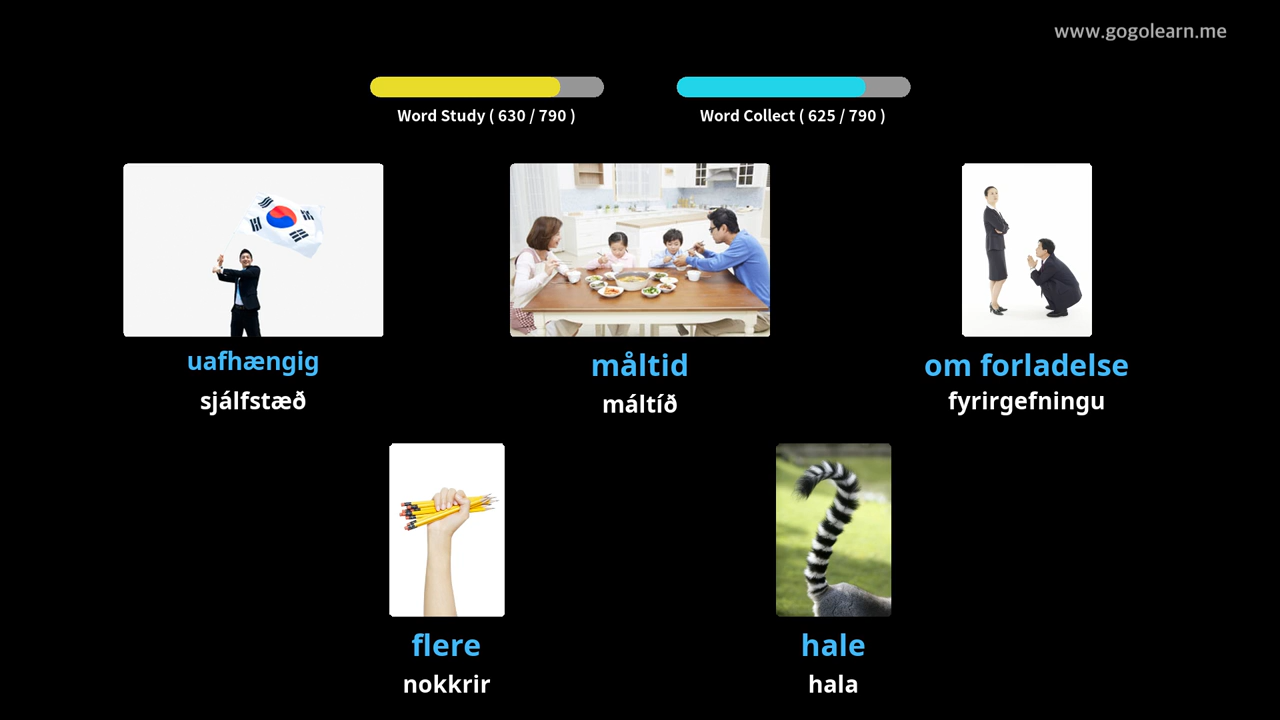 www.gogolearn.me
Word Study ( 630 / 790 )
Word Collect ( 625 / 790 )
uafhængig
sjálfstæð
måltid
máltíð
om forladelse
fyrirgefningu
flere
nokkrir
hale
hala